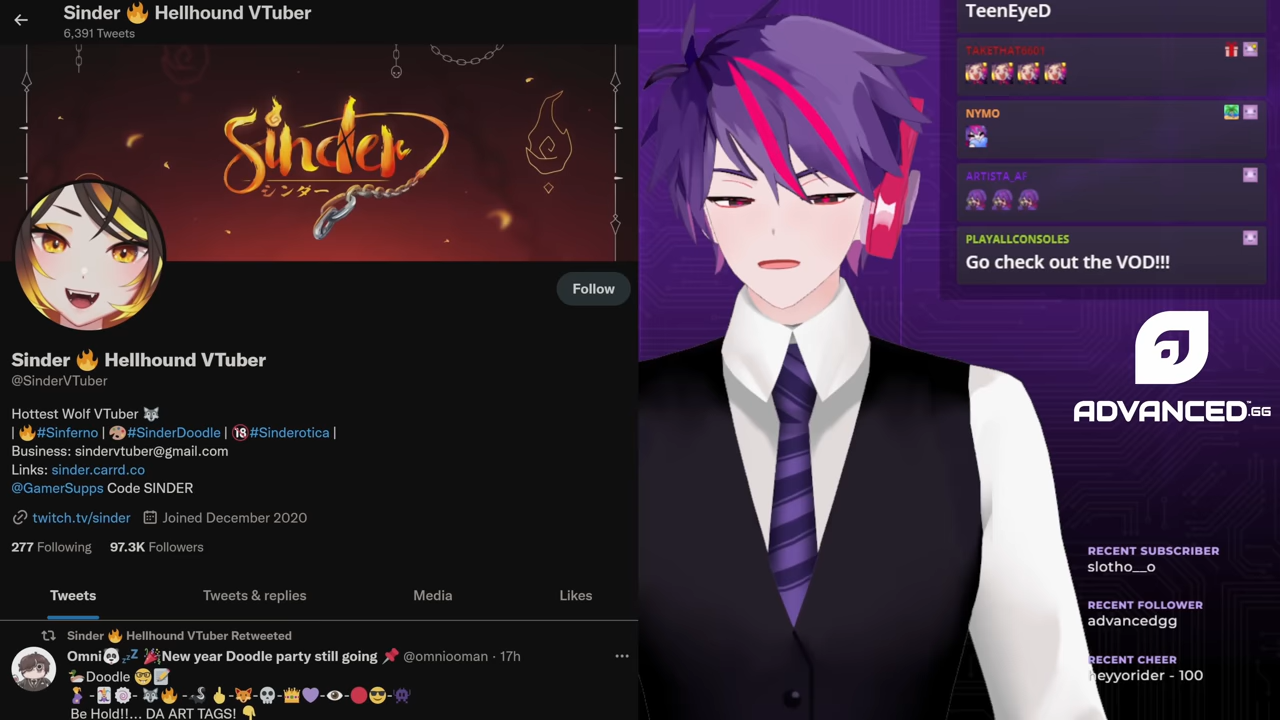 Sinder 🔥 Hellhound VTuber
6,391 Tweets
Sinder
シンダー
Follow
Sinder 🔥 Hellhound VTuber
@SinderVTuber
Hottest Wolf VTuber 🐺
| 🔥#Sinferno | 🎨#SinderDoodle | 🔞#Sinderotica |
Business: sindervtuber@gmail.com
Links: sinder.carrd.co
@GamerSupps Code SINDER
twitch.tv/sinder Joined December 2020
277 Following 97.3K Followers
Tweets Tweets & replies Media Likes
Sinder 🔥 Hellhound VTuber Retweeted
Omni🐼💤 🎉New year Doodle party still going 📌 @omniooman · 17h
🦆Doodle 🤓📝
🤰-🃏⚙️-🐺🔥-🦨-🖕-🦊-💀-👑💜-👁️-🔴😎-👾
Be Hold!!... DA ART TAGS! 👇
TeenEyeD
TAKETHAT6601
NYMO
ARTISTA_AF
PLAYALLCONSOLES
Go check out the VOD!!!
ADVANCED™.GG
RECENT SUBSCRIBER
slotho__o
RECENT FOLLOWER
advancedgg
RECENT CHEER
heyyorider - 100